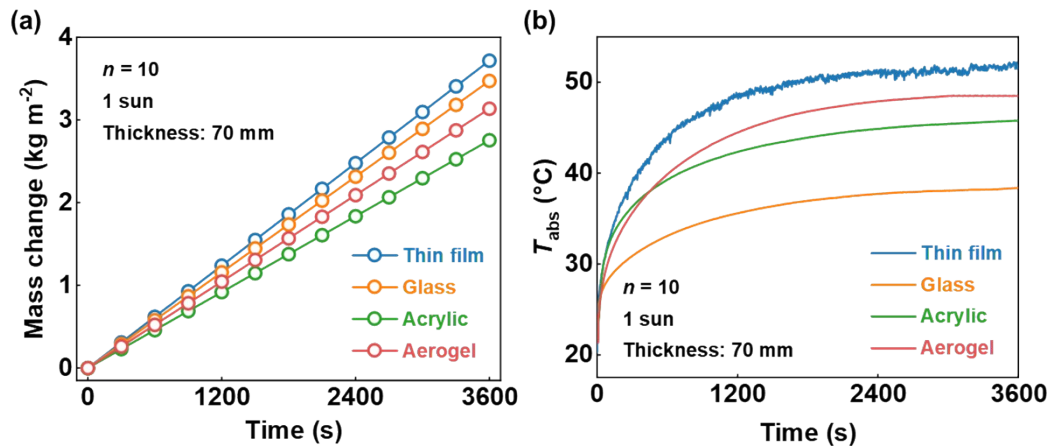 (a)
Mass change (kg m⁻²)
4
3
2
1
0
n = 10
1 sun
Thickness: 70 mm
Thin film
Glass
Acrylic
Aerogel
0 1200 2400 3600
Time (s)
(b)
T_abs (°C)
50
40
30
20
Thin film
Glass
Acrylic
Aerogel
n = 10
1 sun
Thickness: 70 mm
0 1200 2400 3600
Time (s)